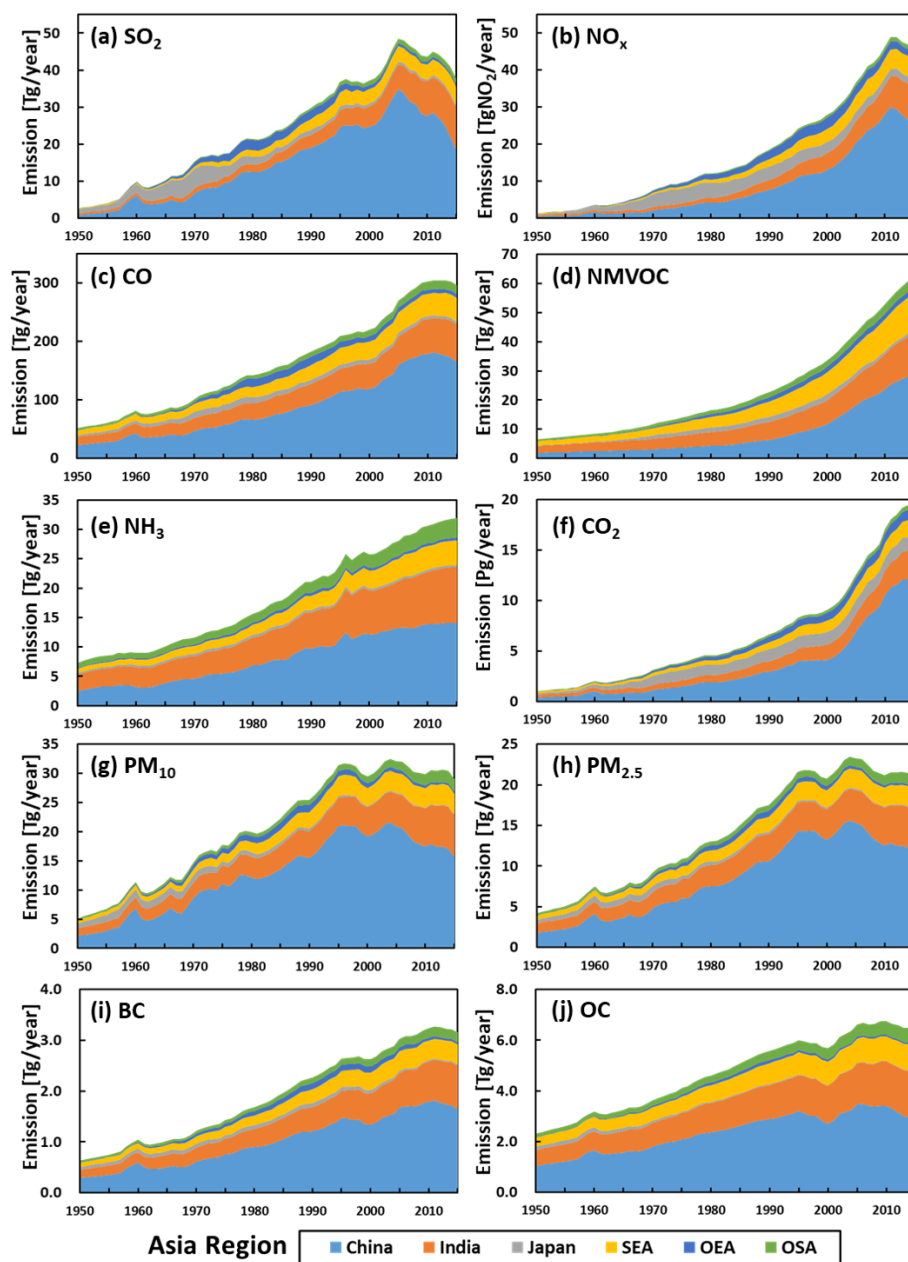 (a) SO2
Emission [Tg/year]
50
40
30
20
10
0
1950 1960 1970 1980 1990 2000 2010
(b) NOx
Emission [TgNO2/year]
50
40
30
20
10
0
1950 1960 1970 1980 1990 2000 2010
(c) CO
Emission [Tg/year]
300
200
100
0
1950 1960 1970 1980 1990 2000 2010
(d) NMVOC
Emission [Tg/year]
70
60
50
40
30
20
10
0
1950 1960 1970 1980 1990 2000 2010
(e) NH3
Emission [Tg/year]
35
30
25
20
15
10
5
0
1950 1960 1970 1980 1990 2000 2010
(f) CO2
Emission [Pg/year]
20
15
10
5
0
1950 1960 1970 1980 1990 2000 2010
(g) PM10
Emission [Tg/year]
35
30
25
20
15
10
5
0
1950 1960 1970 1980 1990 2000 2010
(h) PM2.5
Emission [Tg/year]
25
20
15
10
5
0
1950 1960 1970 1980 1990 2000 2010
(i) BC
Emission [Tg/year]
4.0
3.0
2.0
1.0
0.0
1950 1960 1970 1980 1990 2000 2010
(j) OC
Emission [Tg/year]
8.0
6.0
4.0
2.0
0.0
1950 1960 1970 1980 1990 2000 2010
Asia Region China India Japan SEA OEA OSA